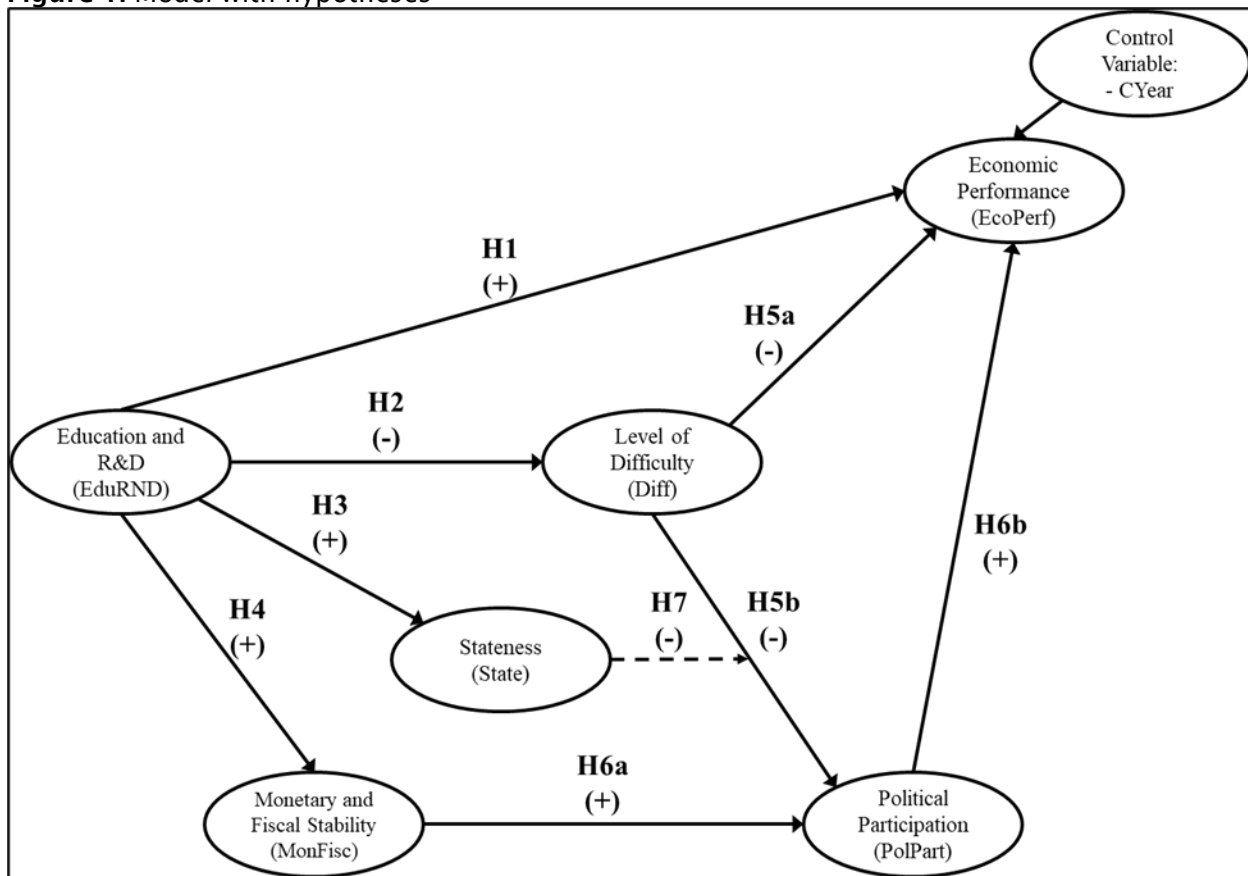 Figure 1. Model with hypotheses
Control
Variable:
- CYear
Economic
Performance
(EcoPerf)
H1
(+)
H5a
(-)
H2
(-)
Education and
R&D
(EduRND)
Level of
Difficulty
(Diff)
H3
(+)
H6b
(+)
H4
(+)
H7
(-)
H5b
(-)
Stateness
(State)
H6a
(+)
Monetary and
Fiscal Stability
(MonFisc)
Political
Participation
(PolPart)